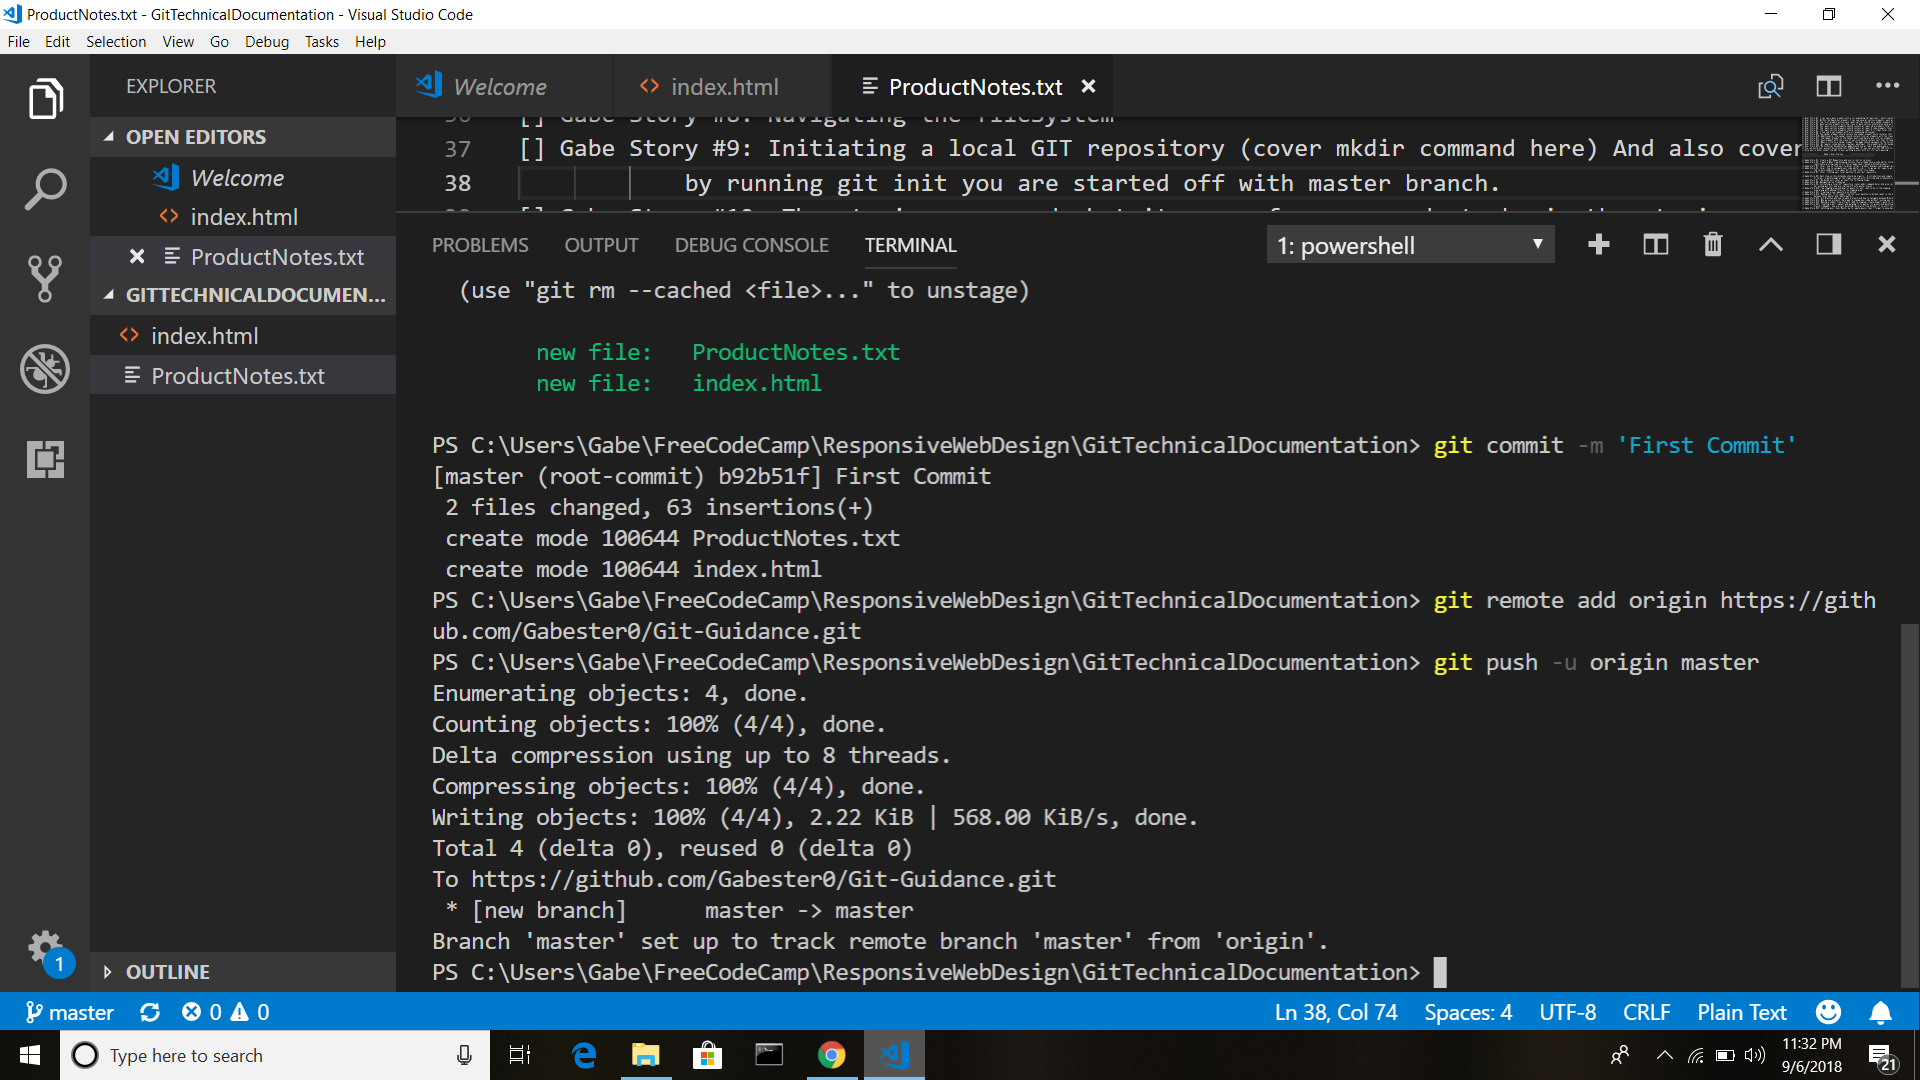 ProductNotes.txt - GitTechnicalDocumentation - Visual Studio Code
File Edit Selection View Go Debug Tasks Help
EXPLORER
OPEN EDITORS
Welcome
index.html
ProductNotes.txt
GITTECHNICALDOCUMEN...
index.html
ProductNotes.txt
OUTLINE
Welcome index.html ProductNotes.txt
36 [] Gabe Story #8: Navigating the fileSystem
37 [] Gabe Story #9: Initiating a local GIT repository (cover mkdir command here) And also cover
38 by running git init you are started off with master branch.
PROBLEMS OUTPUT DEBUG CONSOLE TERMINAL 1: powershell
(use "git rm --cached <file>..." to unstage)
new file: ProductNotes.txt
new file: index.html
PS C:\Users\Gabe\FreeCodeCamp\ResponsiveWebDesign\GitTechnicalDocumentation> git commit -m 'First Commit'
[master (root-commit) b92b51f] First Commit
2 files changed, 63 insertions(+)
create mode 100644 ProductNotes.txt
create mode 100644 index.html
PS C:\Users\Gabe\FreeCodeCamp\ResponsiveWebDesign\GitTechnicalDocumentation> git remote add origin https://gith
ub.com/Gabester0/Git-Guidance.git
PS C:\Users\Gabe\FreeCodeCamp\ResponsiveWebDesign\GitTechnicalDocumentation> git push -u origin master
Enumerating objects: 4, done.
Counting objects: 100% (4/4), done.
Delta compression using up to 8 threads.
Compressing objects: 100% (4/4), done.
Writing objects: 100% (4/4), 2.22 KiB | 568.00 KiB/s, done.
Total 4 (delta 0), reused 0 (delta 0)
To https://github.com/Gabester0/Git-Guidance.git
* [new branch] master -> master
Branch 'master' set up to track remote branch 'master' from 'origin'.
PS C:\Users\Gabe\FreeCodeCamp\ResponsiveWebDesign\GitTechnicalDocumentation>
1
master 0 0 Ln 38, Col 74 Spaces: 4 UTF-8 CRLF Plain Text
Type here to search
11:32 PM
9/6/2018
21